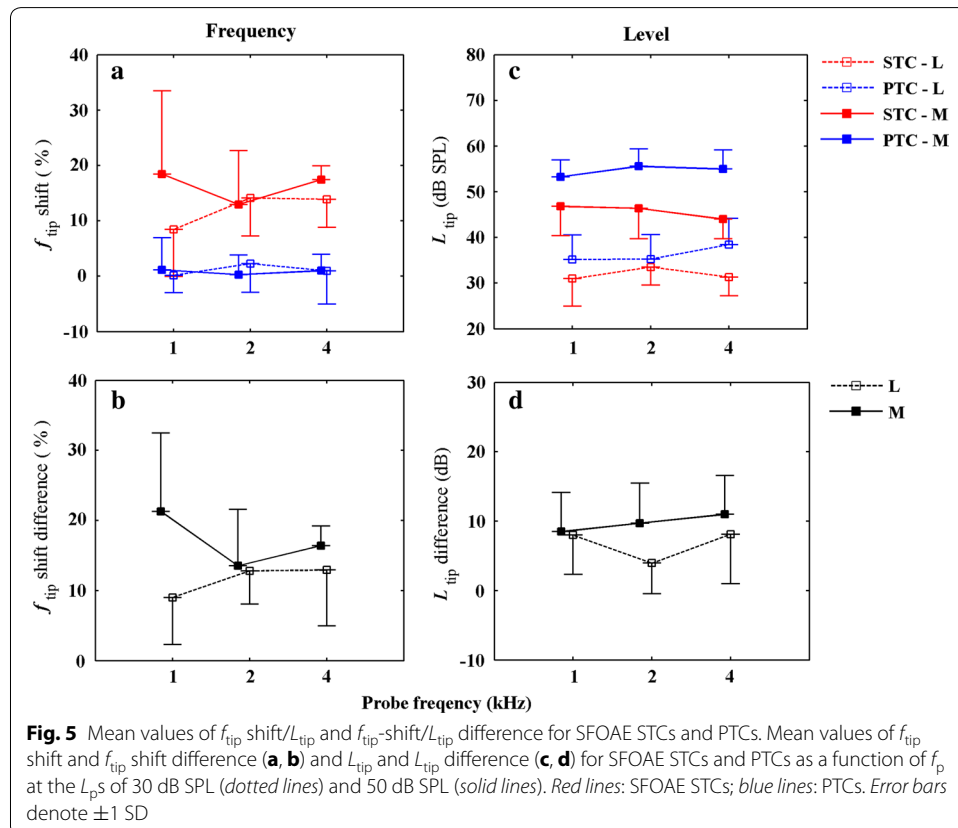 Frequency
a
f tip shift ( % )
40
30
20
10
0
-10
1 2 4
Level
c
L tip (dB SPL)
80
70
60
50
40
30
20
1 2 4
STC - L
PTC - L
STC - M
PTC - M
b
f tip shift difference ( % )
40
30
20
10
0
1 2 4
d
L tip difference (dB)
30
20
10
0
-10
1 2 4
L
M
Probe freqency (kHz)
Fig. 5 Mean values of ftip shift/Ltip and ftip-shift/Ltip difference for SFOAE STCs and PTCs. Mean values of ftip
shift and ftip shift difference (a, b) and Ltip and Ltip difference (c, d) for SFOAE STCs and PTCs as a function of fp
at the Lps of 30 dB SPL (dotted lines) and 50 dB SPL (solid lines). Red lines: SFOAE STCs; blue lines: PTCs. Error bars
denote ±1 SD